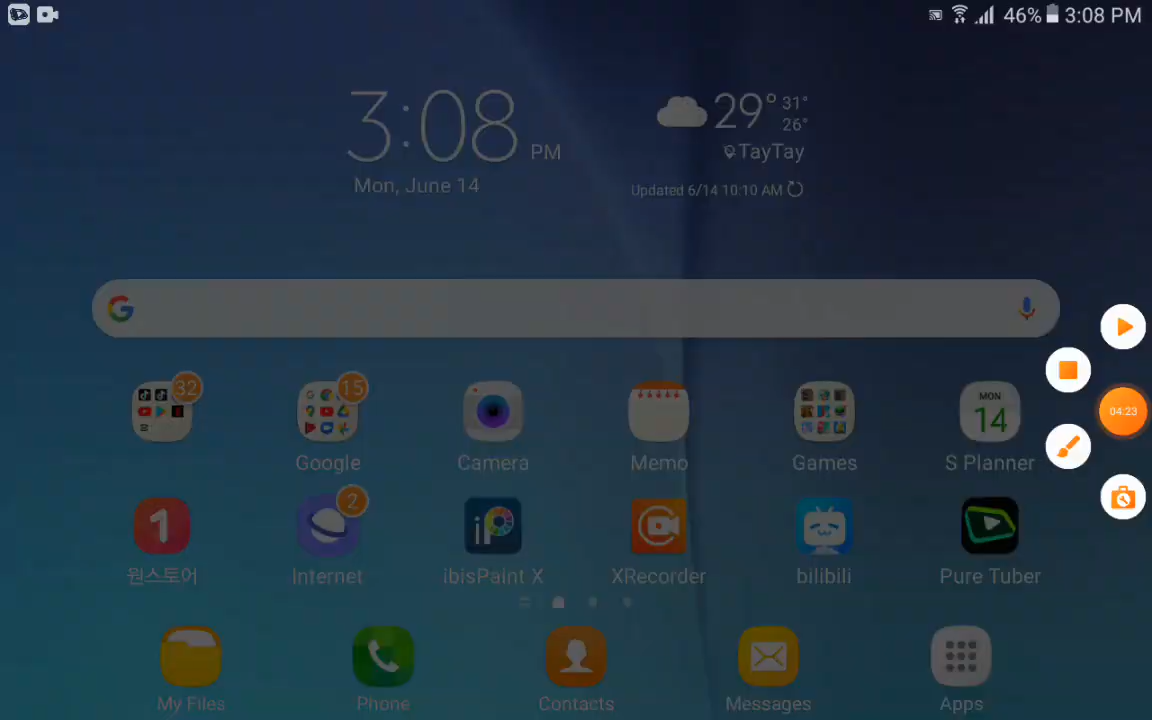 46% 3:08 PM
3:08 PM
Mon, June 14
29° 31°
26°
TayTay
Updated 6/14 10:10 AM
32
15
MON
14
Google
Camera
Memo
Games
S Planner
04:23
1
2
iP
원스토어
Internet
ibisPaint X
XRecorder
bilibili
Pure Tuber
My Files
Phone
Contacts
Messages
Apps